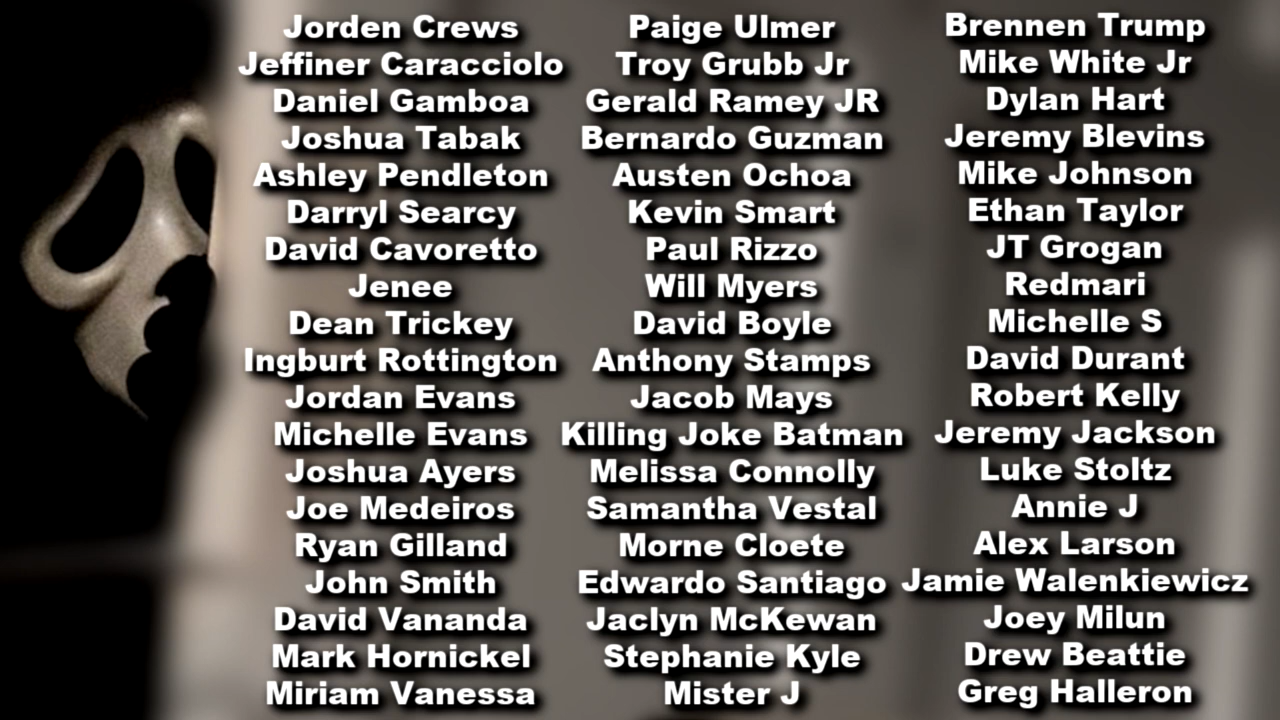 Jorden Crews
Jeffiner Caracciolo
Daniel Gamboa
Joshua Tabak
Ashley Pendleton
Darryl Searcy
David Cavoretto
Jenee
Dean Trickey
Ingburt Rottington
Jordan Evans
Michelle Evans
Joshua Ayers
Joe Medeiros
Ryan Gilland
John Smith
David Vananda
Mark Hornickel
Miriam Vanessa
Paige Ulmer
Troy Grubb Jr
Gerald Ramey JR
Bernardo Guzman
Austen Ochoa
Kevin Smart
Paul Rizzo
Will Myers
David Boyle
Anthony Stamps
Jacob Mays
Killing Joke Batman
Melissa Connolly
Samantha Vestal
Morne Cloete
Edwardo Santiago
Jaclyn McKewan
Stephanie Kyle
Mister J
Brennen Trump
Mike White Jr
Dylan Hart
Jeremy Blevins
Mike Johnson
Ethan Taylor
JT Grogan
Redmari
Michelle S
David Durant
Robert Kelly
Jeremy Jackson
Luke Stoltz
Annie J
Alex Larson
Jamie Walenkiewicz
Joey Milun
Drew Beattie
Greg Halleron